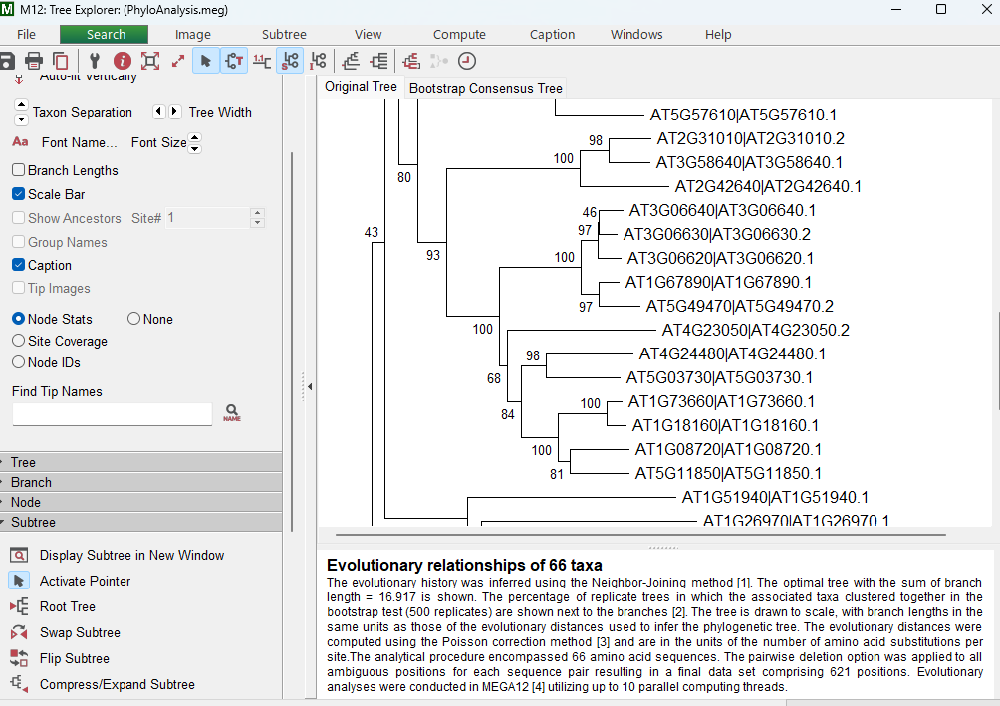 M12: Tree Explorer: (PhyloAnalysis.meg)
File Search Image Subtree View Compute Caption Windows Help
Auto-fit Vertically
Taxon Separation Tree Width
Aa Font Name... Font Size
Branch Lengths
Scale Bar
Show Ancestors Site# 1
Group Names
Caption
Tip Images
Node Stats None
Site Coverage
Node IDs
Find Tip Names
NAME
Tree
Branch
Node
Subtree
Display Subtree in New Window
Activate Pointer
Root Tree
Swap Subtree
Flip Subtree
Compress/Expand Subtree
Original Tree Bootstrap Consensus Tree
AT5G57610|AT5G57610.1
98 AT2G31010|AT2G31010.2
100 AT3G58640|AT3G58640.1
80 AT2G42640|AT2G42640.1
46 AT3G06640|AT3G06640.1
43 97 AT3G06630|AT3G06630.2
93 100 AT3G06620|AT3G06620.1
AT1G67890|AT1G67890.1
97 AT5G49470|AT5G49470.2
100 AT4G23050|AT4G23050.2
98 AT4G24480|AT4G24480.1
68 AT5G03730|AT5G03730.1
100 AT1G73660|AT1G73660.1
84 AT1G18160|AT1G18160.1
100 AT1G08720|AT1G08720.1
81 AT5G11850|AT5G11850.1
AT1G51940|AT1G51940.1
AT1G26970|AT1G26970.1
Evolutionary relationships of 66 taxa
The evolutionary history was inferred using the Neighbor-Joining method [1]. The optimal tree with the sum of branch
length = 16.917 is shown. The percentage of replicate trees in which the associated taxa clustered together in the
bootstrap test (500 replicates) are shown next to the branches [2]. The tree is drawn to scale, with branch lengths in the
same units as those of the evolutionary distances used to infer the phylogenetic tree. The evolutionary distances were
computed using the Poisson correction method [3] and are in the units of the number of amino acid substitutions per
site.The analytical procedure encompassed 66 amino acid sequences. The pairwise deletion option was applied to all
ambiguous positions for each sequence pair resulting in a final data set comprising 621 positions. Evolutionary
analyses were conducted in MEGA12 [4] utilizing up to 10 parallel computing threads.